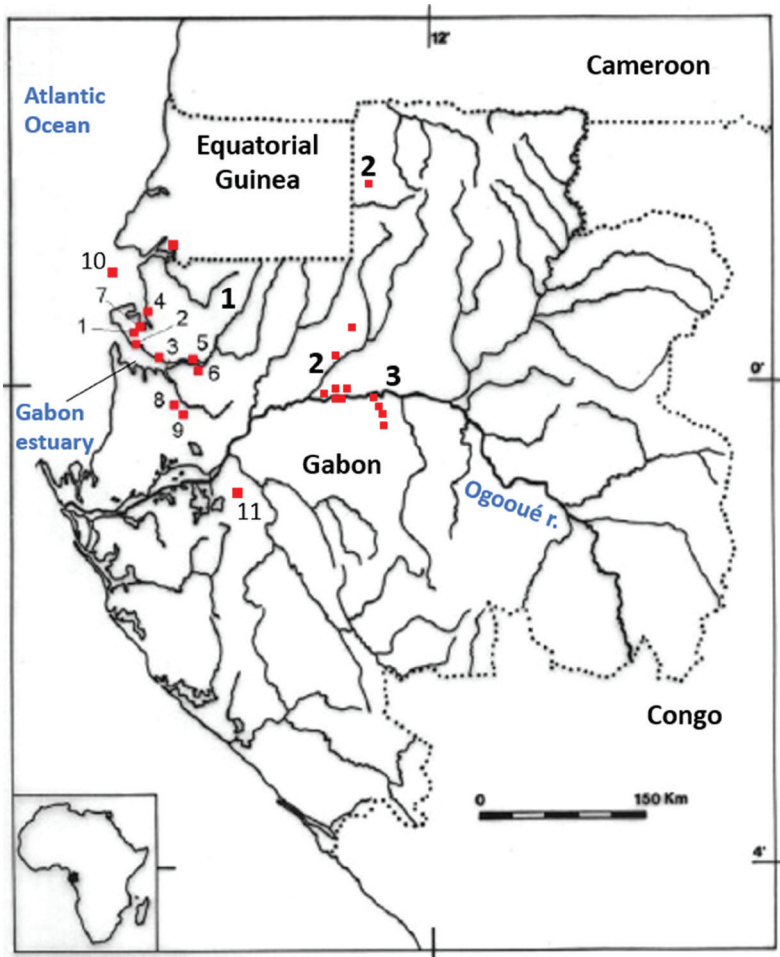 12'
Cameroon
Atlantic
Ocean
Equatorial
Guinea
2
10
7
4
1
1
2
3
5
6
2
3
0'
8
9
Gabon
estuary
Gabon
Ogooué r.
11
Congo
0
150 Km
4'